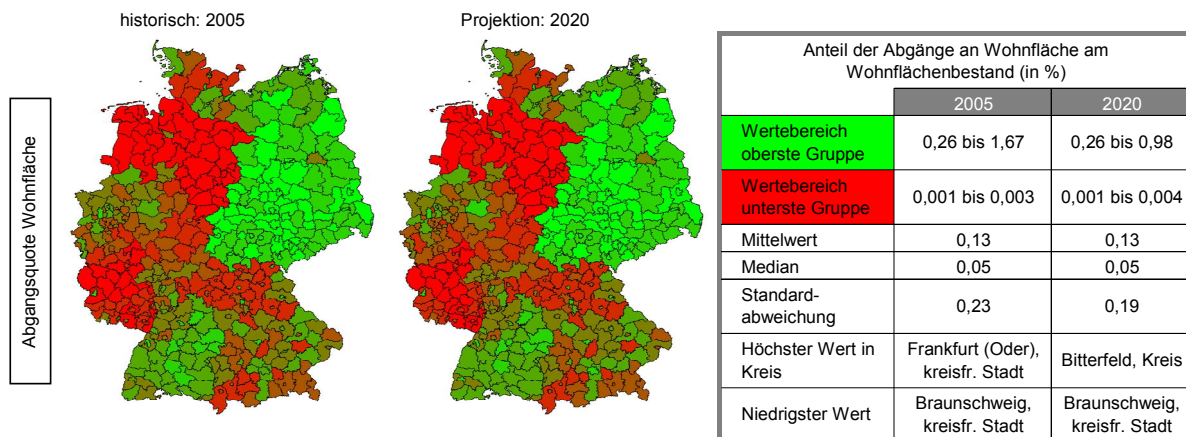 historisch: 2005
Projektion: 2020
Abgangsquote Wohnfläche
Anteil der Abgänge an Wohnfläche am
Wohnflächenbestand (in %)
2005 2020
Wertebereich
oberste Gruppe
0,26 bis 1,67 0,26 bis 0,98
Wertebereich
unterste Gruppe
0,001 bis 0,003 0,001 bis 0,004
Mittelwert 0,13 0,13
Median 0,05 0,05
Standard-
abweichung
0,23 0,19
Höchster Wert in
Kreis
Frankfurt (Oder),
kreisfr. Stadt
Bitterfeld, Kreis
Niedrigster Wert
Braunschweig,
kreisfr. Stadt
Braunschweig,
kreisfr. Stadt